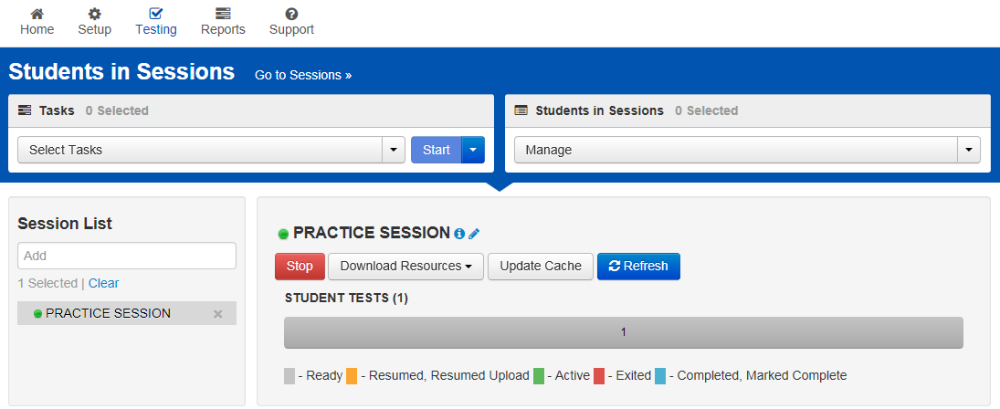 Home Setup Testing Reports Support
Students in Sessions Go to Sessions »
Tasks 0 Selected
Select Tasks Start
Students in Sessions 0 Selected
Manage
Session List
Add
1 Selected | Clear
PRACTICE SESSION ×
PRACTICE SESSION
Stop Download Resources Update Cache Refresh
STUDENT TESTS (1)
1
- Ready - Resumed, Resumed Upload - Active - Exited - Completed, Marked Complete